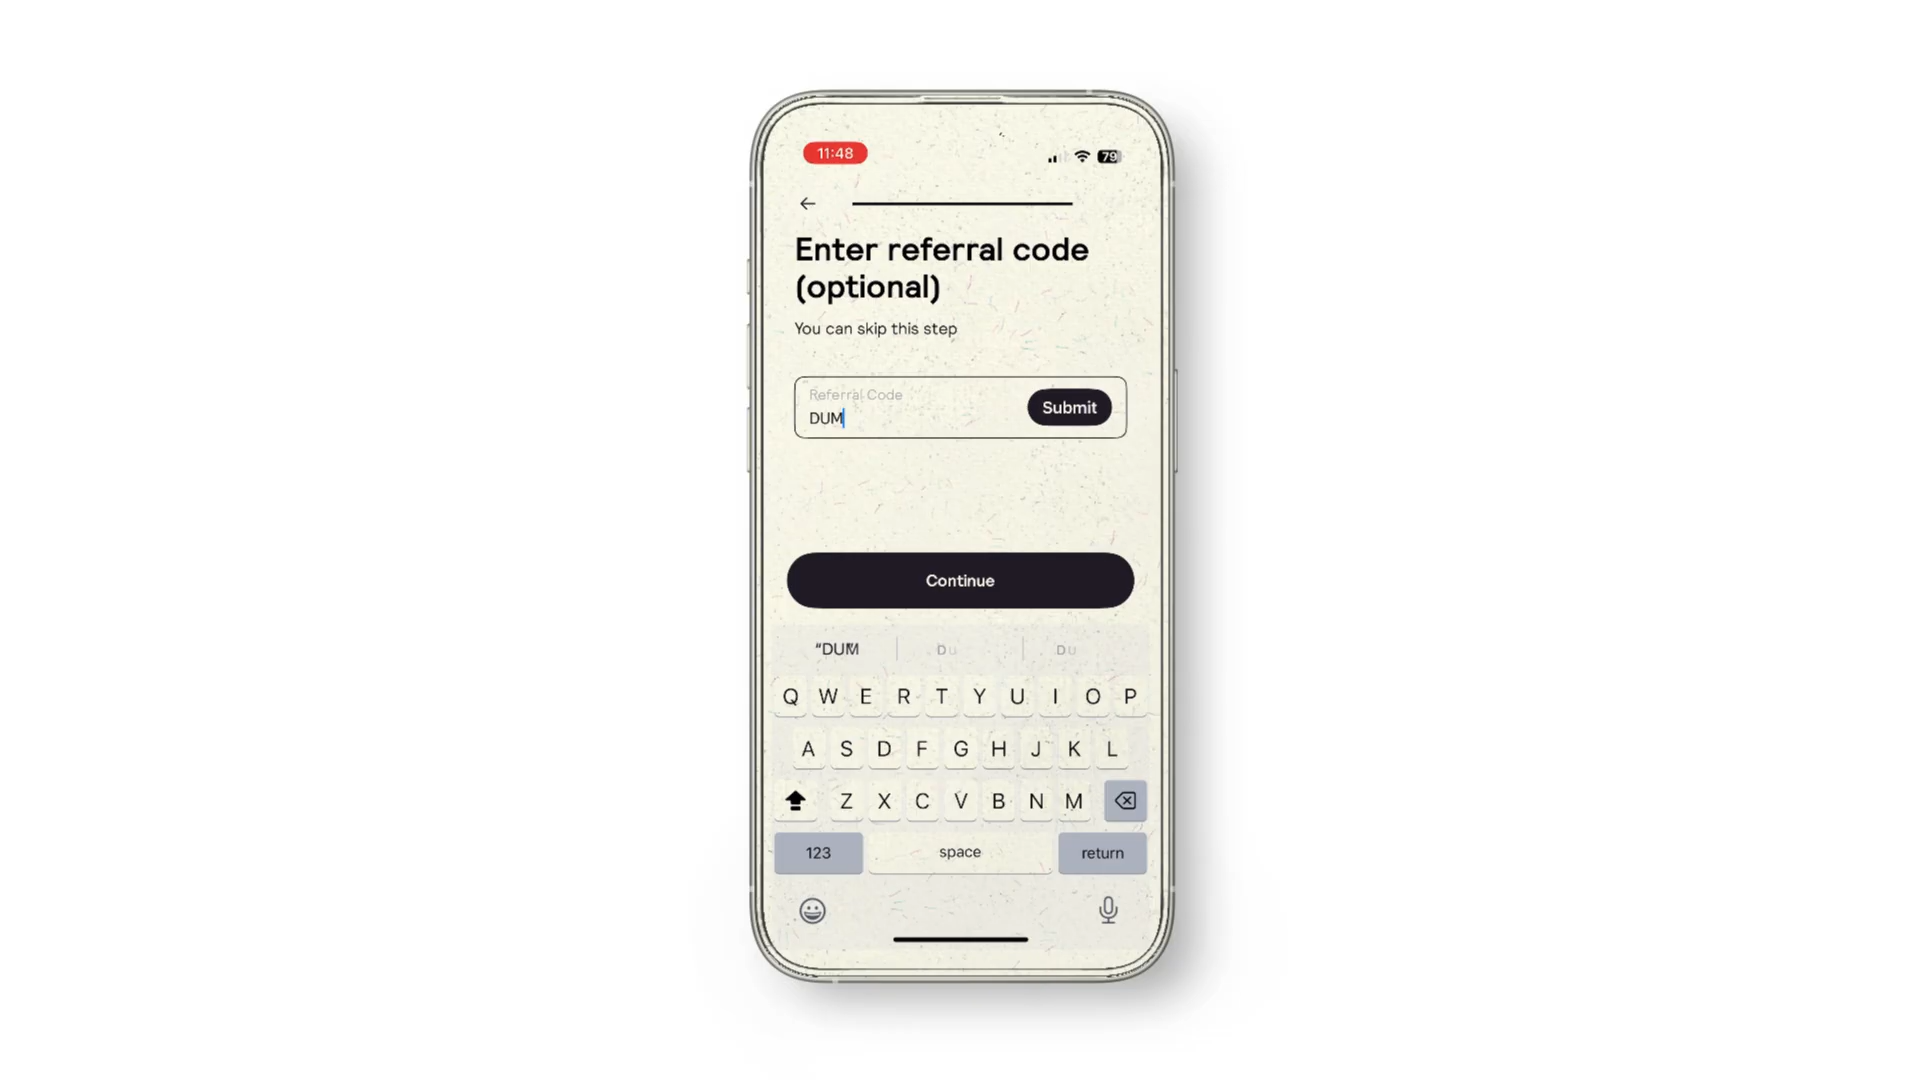 11:48
79
Enter referral code
(optional)
You can skip this step
Referral Code
DUM
Submit
Continue
“DUM
Du
Du
Q W E R T Y U I O P
A S D F G H J K L
Z X C V B N M
123
space
return